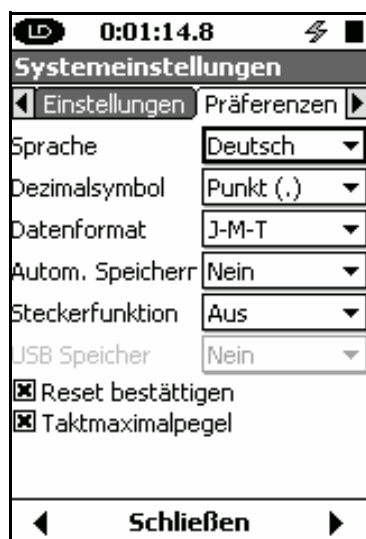 LD 0:01:14.8
Systemeinstellungen
Einstellungen Präferenzen
Sprache Deutsch
Dezimalsymbol Punkt (.)
Datenformat J-M-T
Autom. Speicherr Nein
Steckerfunktion Aus
USB Speicher Nein
Reset bestättigen
Taktmaximalpegel
Schließen